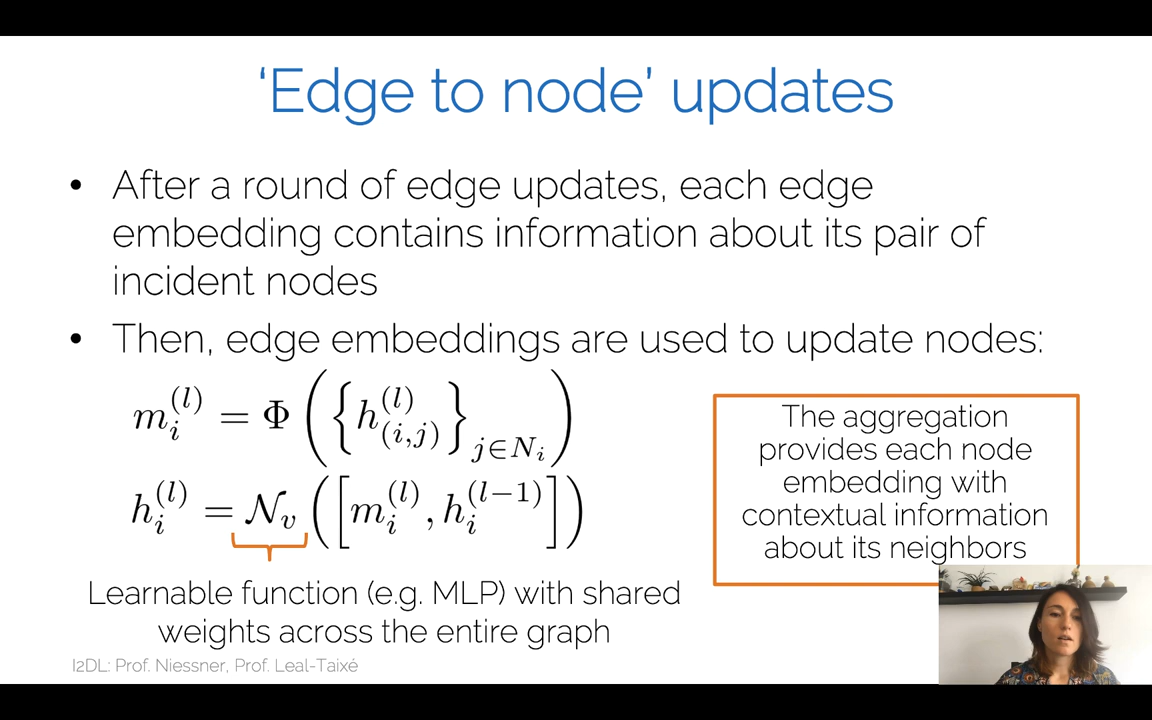 ‘Edge to node’ updates
• After a round of edge updates, each edge
embedding contains information about its pair of
incident nodes
• Then, edge embeddings are used to update nodes:
m_i^{(l)} = Φ ( { h_{(i,j)}^{(l)} }_{j∈N_i} )
h_i^{(l)} = 𝒩_v ( [ m_i^{(l)}, h_i^{(l−1)} ] )
Learnable function (e.g. MLP) with shared
weights across the entire graph
The aggregation
provides each node
embedding with
contextual information
about its neighbors
I2DL: Prof. Niessner, Prof. Leal-Taixé